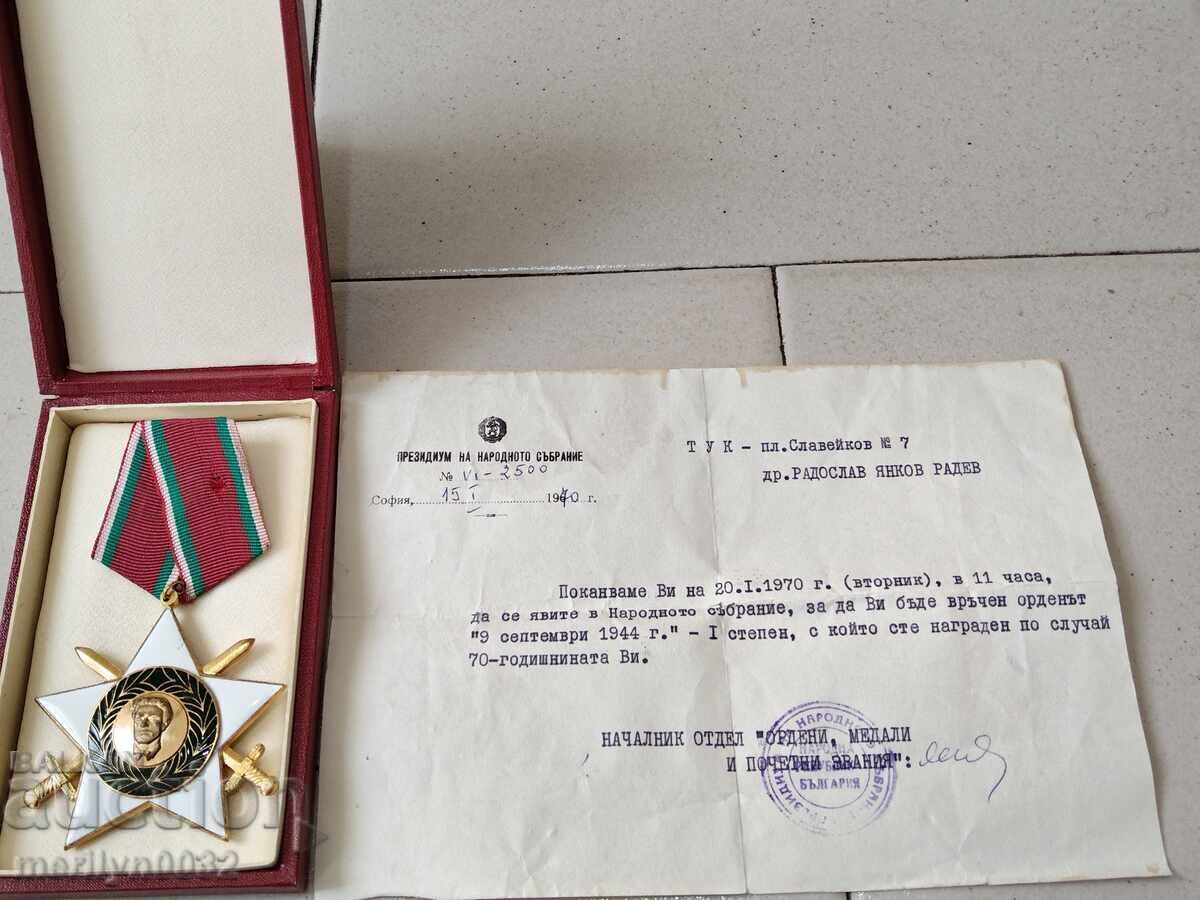 ПРЕЗИДИУМ НА НАРОДНОТО СЪБРАНИЕ
№ VI - 2500
София, 15 I 1970 г.
Т У К - пл.Славейков № 7
др.РАДОСЛАВ ЯНКОВ РАДЕВ
Поканваме Ви на 20.I.1970 г. (вторник), в 11 часа,
да се явите в Народното събрание, за да Ви бъде връчен орденът
"9 септември 1944 г." - I степен, с който сте награден по случай
70-годишнината Ви.
НАЧАЛНИК ОТДЕЛ "ОРДЕНИ, МЕДАЛИ
И ПОЧЕТНИ ЗВАНИЯ":
НАРОДНА
БЪЛГАРИЯ
BALKAN
auction
merilyn0032